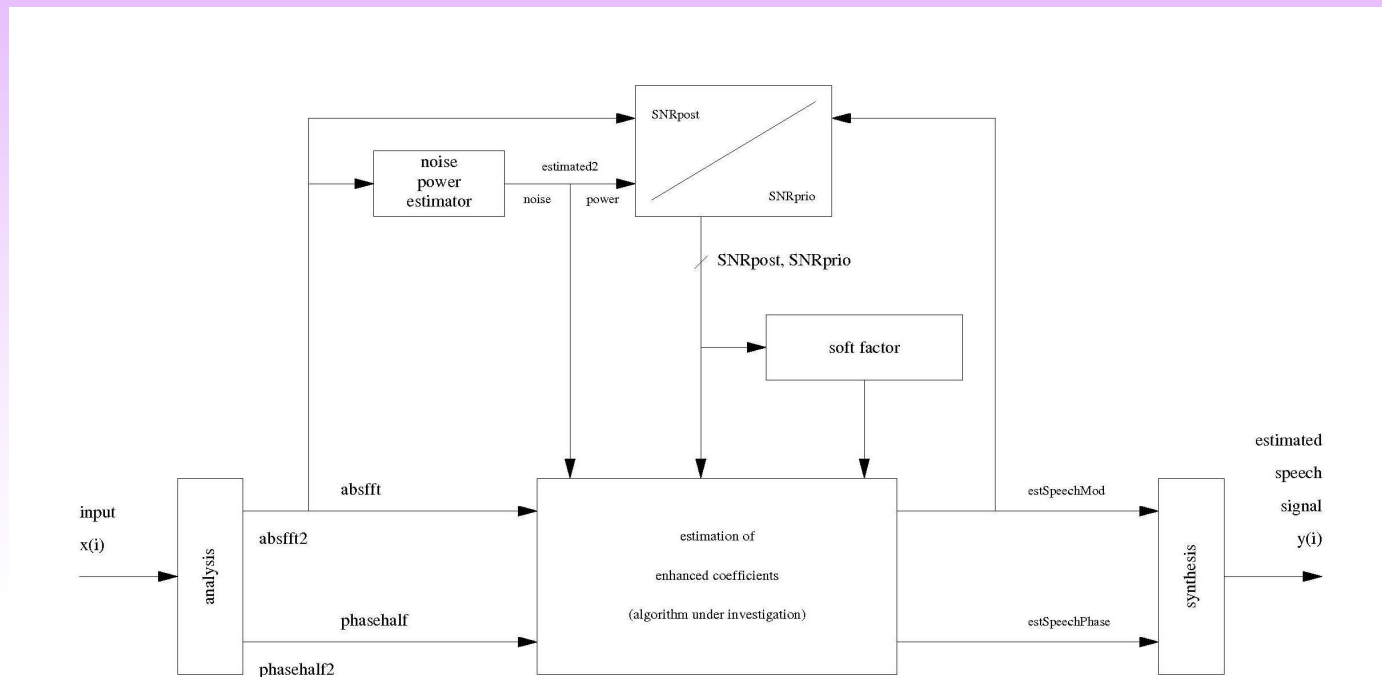 SNRpost
SNRprio
noise
power
estimator
estimated2
noise power
SNRpost, SNRprio
soft factor
input
x(i)
analysis
absfft
absfft2
phasehalf
phasehalf2
estimation of
enhanced coefficients
(algorithm under investigation)
estSpeechMod
estSpeechPhase
synthesis
estimated
speech
signal
y(i)